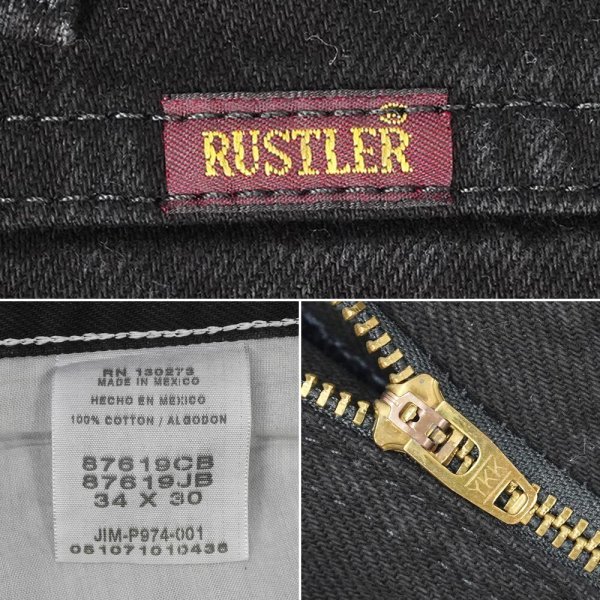 RUSTLER
RN 130273
MADE IN MEXICO
HECHO EN MEXICO
100% COTTON / ALGODON
87619CB
87619JB
34 X 30
JIM-P974-001
051071010436
YKK